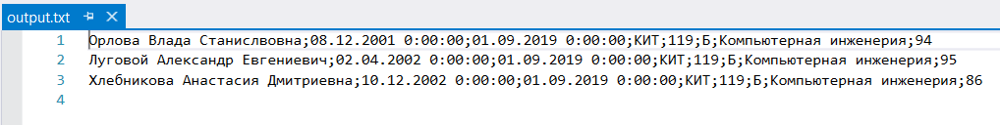 output.txt
1 Орлова Влада Станислвовна;08.12.2001 0:00:00;01.09.2019 0:00:00;КИТ;119;Б;Компьютерная инженерия;94
2 Луговой Александр Евгениевич;02.04.2002 0:00:00;01.09.2019 0:00:00;КИТ;119;Б;Компьютерная инженерия;95
3 Хлебникова Анастасия Дмитриевна;10.12.2002 0:00:00;01.09.2019 0:00:00;КИТ;119;Б;Компьютерная инженерия;86
4